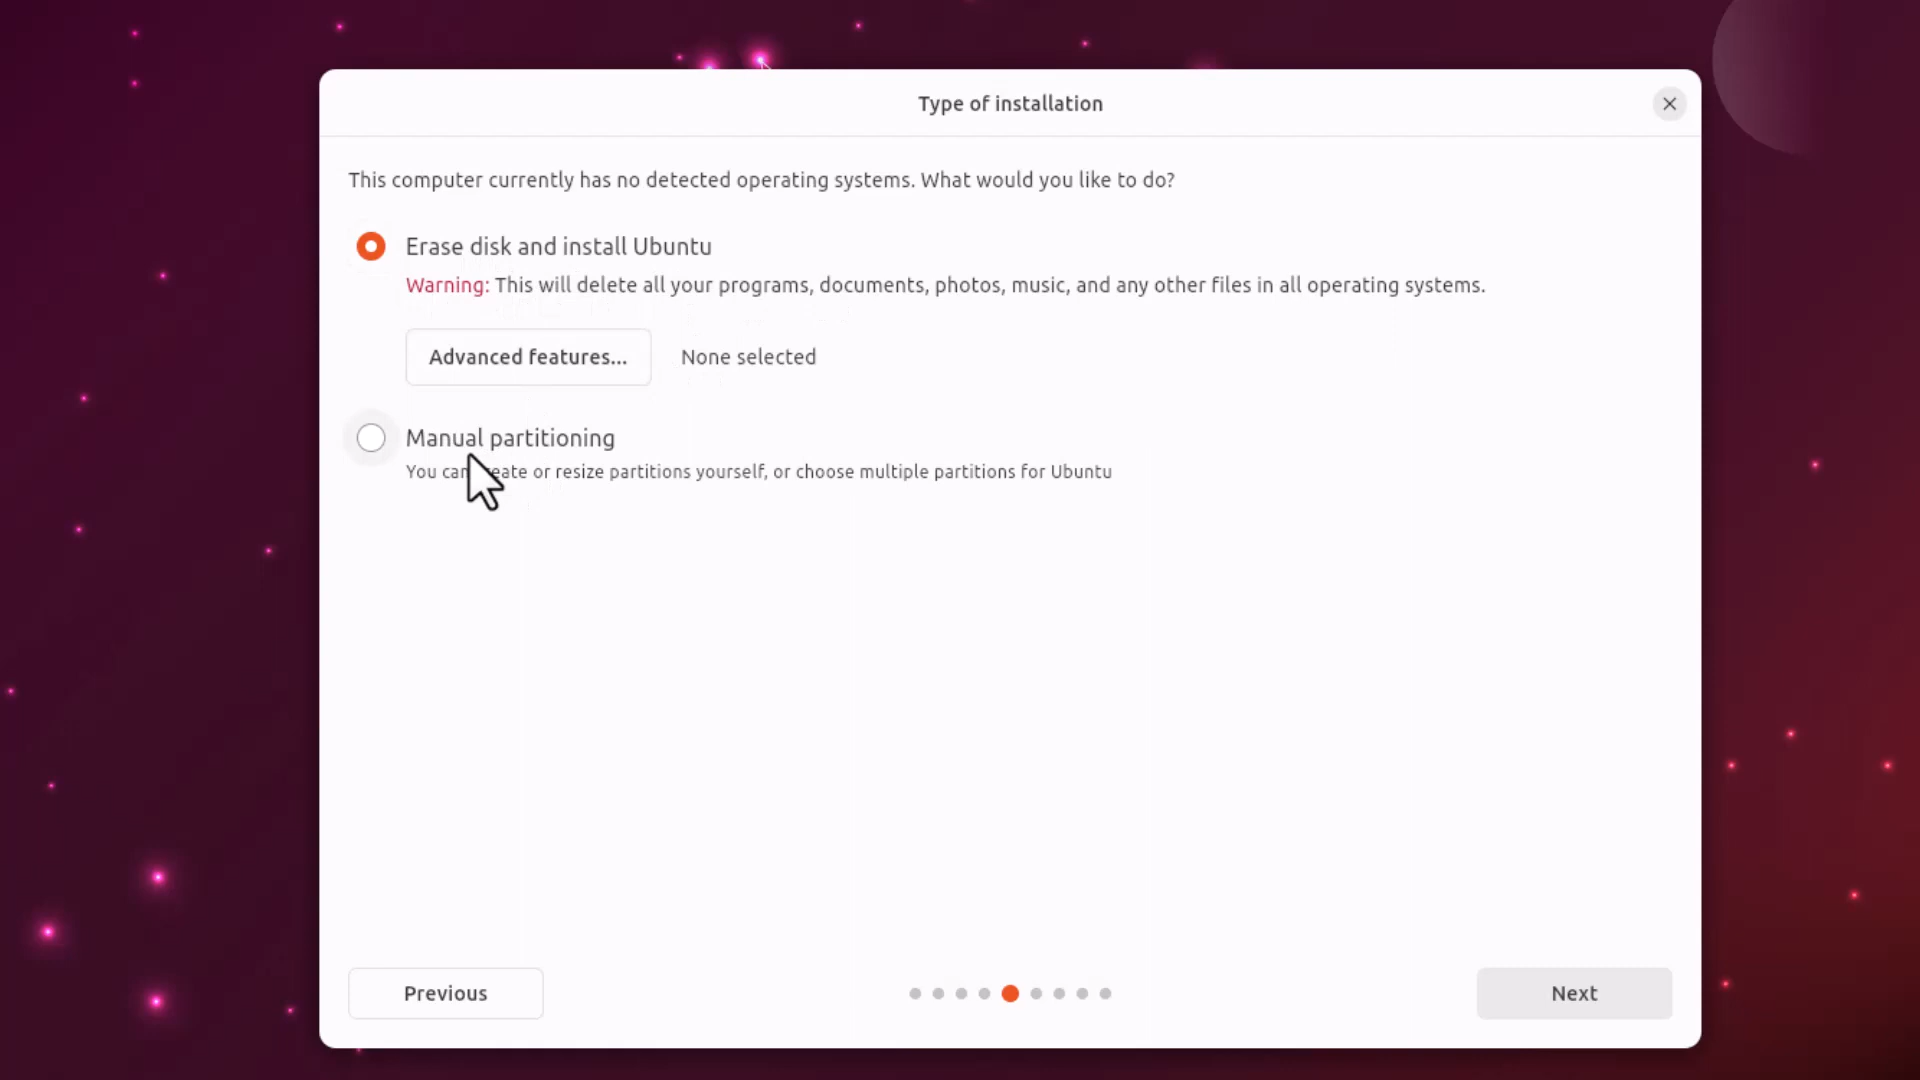 Type of installation
This computer currently has no detected operating systems. What would you like to do?
Erase disk and install Ubuntu
Warning: This will delete all your programs, documents, photos, music, and any other files in all operating systems.
Advanced features... None selected
Manual partitioning
You can eate or resize partitions yourself, or choose multiple partitions for Ubuntu
Previous
Next